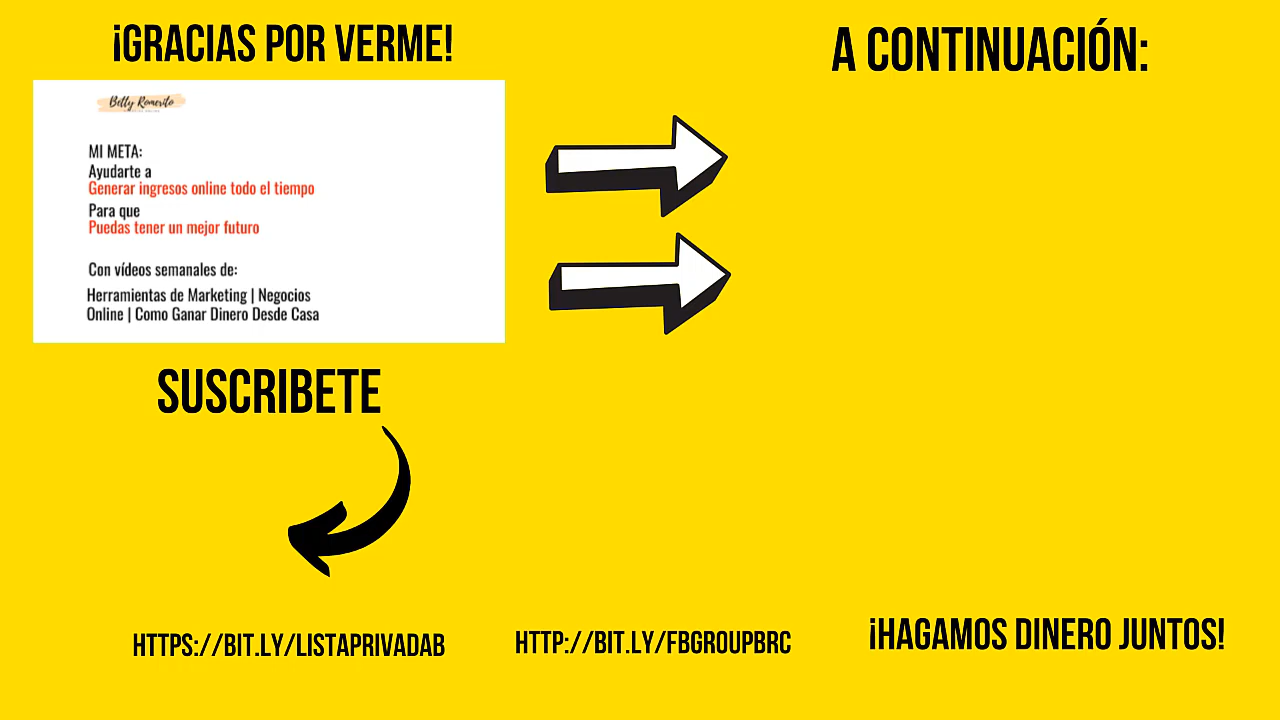 ¡GRACIAS POR VERME!
A CONTINUACIÓN:
Betty Romerito
MI META:
Ayudarte a
Generar ingresos online todo el tiempo
Para que
Puedas tener un mejor futuro
Con vídeos semanales de:
Herramientas de Marketing | Negocios
Online | Como Ganar Dinero Desde Casa
SUSCRIBETE
HTTPS://BIT.LY/LISTAPRIVADAB
HTTP://BIT.LY/FBGROUPBRC
¡HAGAMOS DINERO JUNTOS!